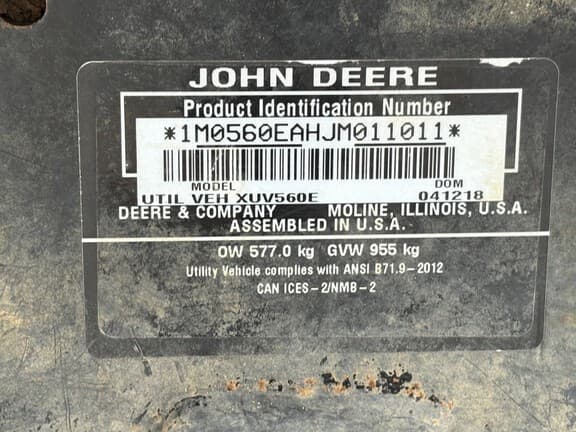 JOHN DEERE
Product Identification Number
*1M0560EAHJM011011*
MODEL DOM
UTIL VEH XUV560E 041218
DEERE & COMPANY MOLINE, ILLINOIS, U.S.A.
ASSEMBLED IN U.S.A.
OW 577.0 kg GVW 955 kg
Utility Vehicle complies with ANSI B71.9-2012
CAN ICES-2/NMB-2